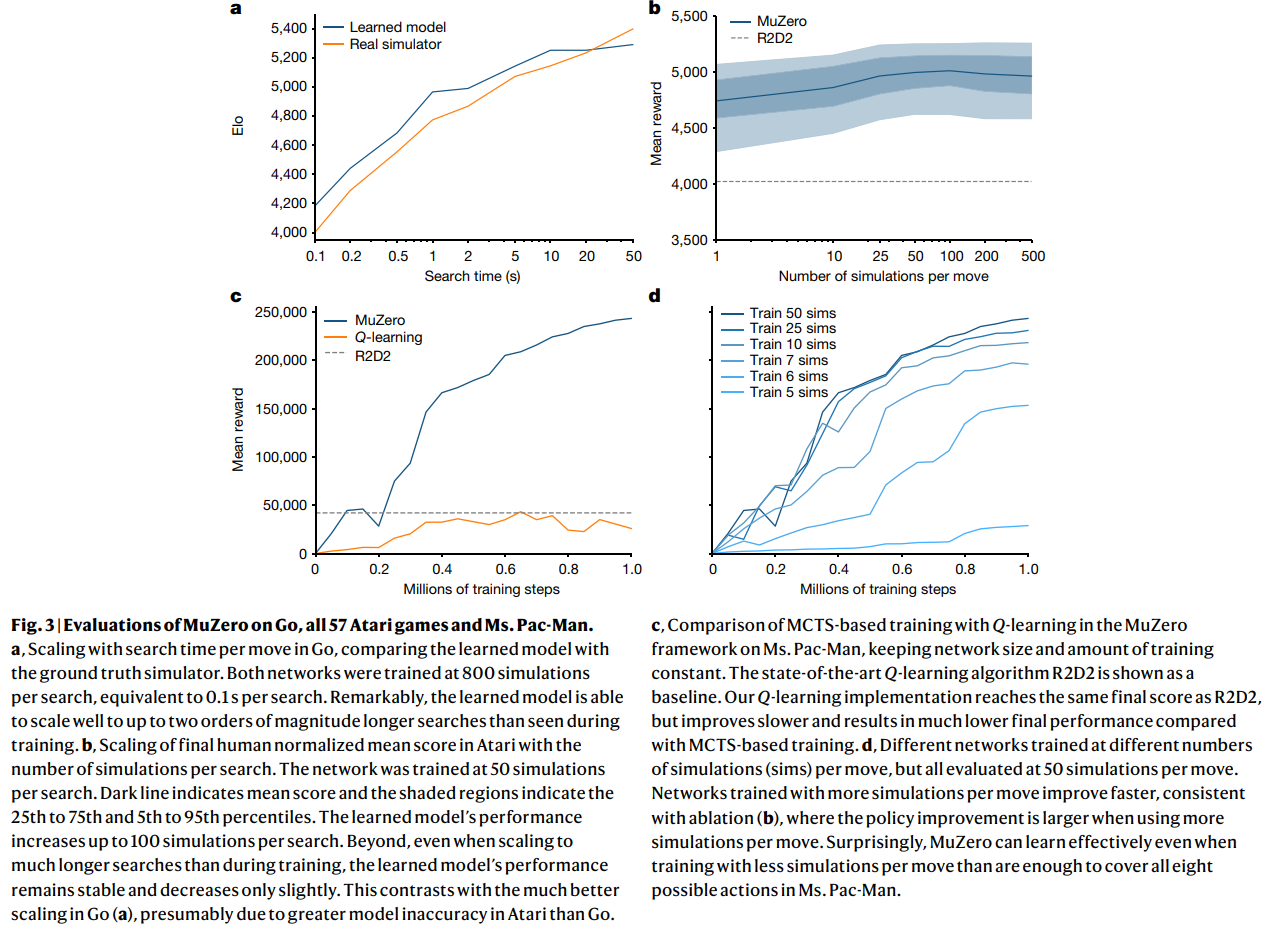 a
5,400
5,200
5,000
4,800
4,600
4,400
4,200
4,000
Elo
Learned model
Real simulator
0.1 0.2 0.5 1 2 5 10 20 50
Search time (s)
b
5,500
5,000
4,500
4,000
3,500
Mean reward
MuZero
R2D2
1 10 25 50 100 200 500
Number of simulations per move
c
250,000
200,000
150,000
100,000
50,000
0
Mean reward
MuZero
Q-learning
R2D2
0 0.2 0.4 0.6 0.8 1.0
Millions of training steps
d
Train 50 sims
Train 25 sims
Train 10 sims
Train 7 sims
Train 6 sims
Train 5 sims
0 0.2 0.4 0.6 0.8 1.0
Millions of training steps
Fig. 3 | Evaluations of MuZero on Go, all 57 Atari games and Ms. Pac-Man.
a, Scaling with search time per move in Go, comparing the learned model with
the ground truth simulator. Both networks were trained at 800 simulations
per search, equivalent to 0.1 s per search. Remarkably, the learned model is able
to scale well to up to two orders of magnitude longer searches than seen during
training. b, Scaling of final human normalized mean score in Atari with the
number of simulations per search. The network was trained at 50 simulations
per search. Dark line indicates mean score and the shaded regions indicate the
25th to 75th and 5th to 95th percentiles. The learned model's performance
increases up to 100 simulations per search. Beyond, even when scaling to
much longer searches than during training, the learned model's performance
remains stable and decreases only slightly. This contrasts with the much better
scaling in Go (a), presumably due to greater model inaccuracy in Atari than Go.
c, Comparison of MCTS-based training with Q-learning in the MuZero
framework on Ms. Pac-Man, keeping network size and amount of training
constant. The state-of-the-art Q-learning algorithm R2D2 is shown as a
baseline. Our Q-learning implementation reaches the same final score as R2D2,
but improves slower and results in much lower final performance compared
with MCTS-based training. d, Different networks trained at different numbers
of simulations (sims) per move, but all evaluated at 50 simulations per move.
Networks trained with more simulations per move improve faster, consistent
with ablation (b), where the policy improvement is larger when using more
simulations per move. Surprisingly, MuZero can learn effectively even when
training with less simulations per move than are enough to cover all eight
possible actions in Ms. Pac-Man.